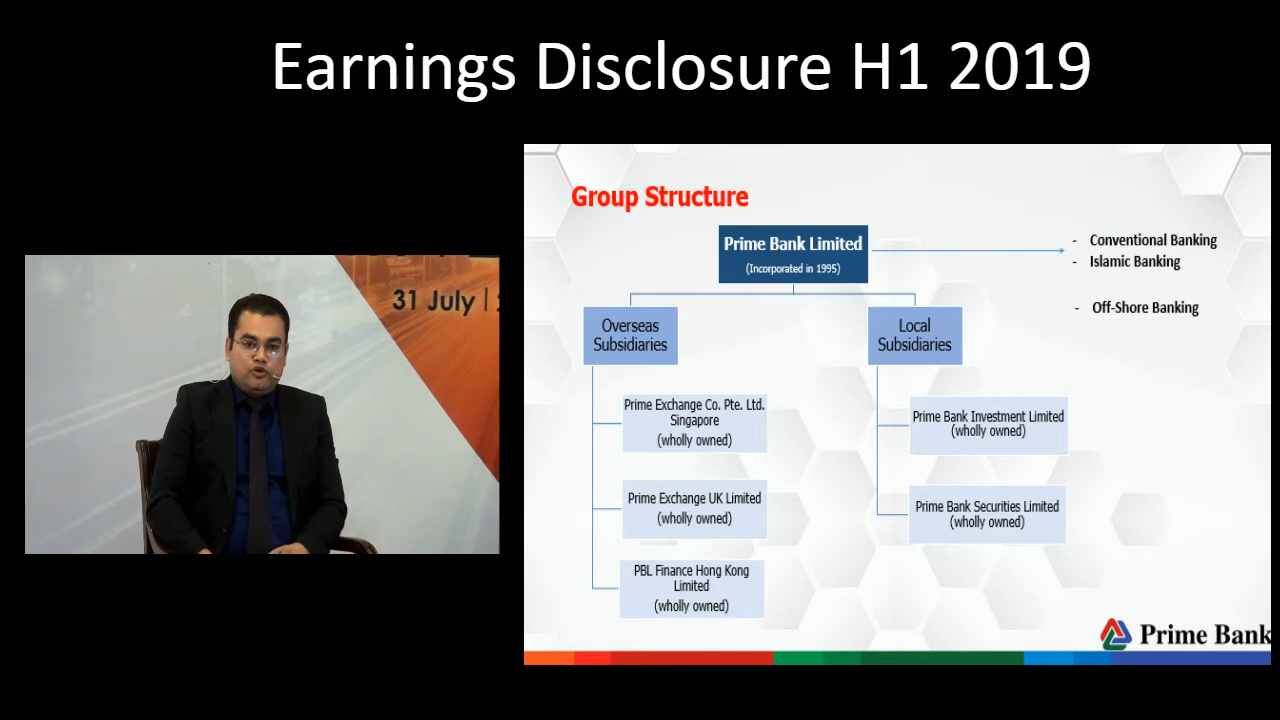 Earnings Disclosure H1 2019
31 July |
Group Structure
Prime Bank Limited
(Incorporated in 1995)
- Conventional Banking
- Islamic Banking
- Off-Shore Banking
Overseas
Subsidiaries
Local
Subsidiaries
Prime Exchange Co. Pte. Ltd.
Singapore
(wholly owned)
Prime Exchange UK Limited
(wholly owned)
PBL Finance Hong Kong
Limited
(wholly owned)
Prime Bank Investment Limited
(wholly owned)
Prime Bank Securities Limited
(wholly owned)
Prime Bank